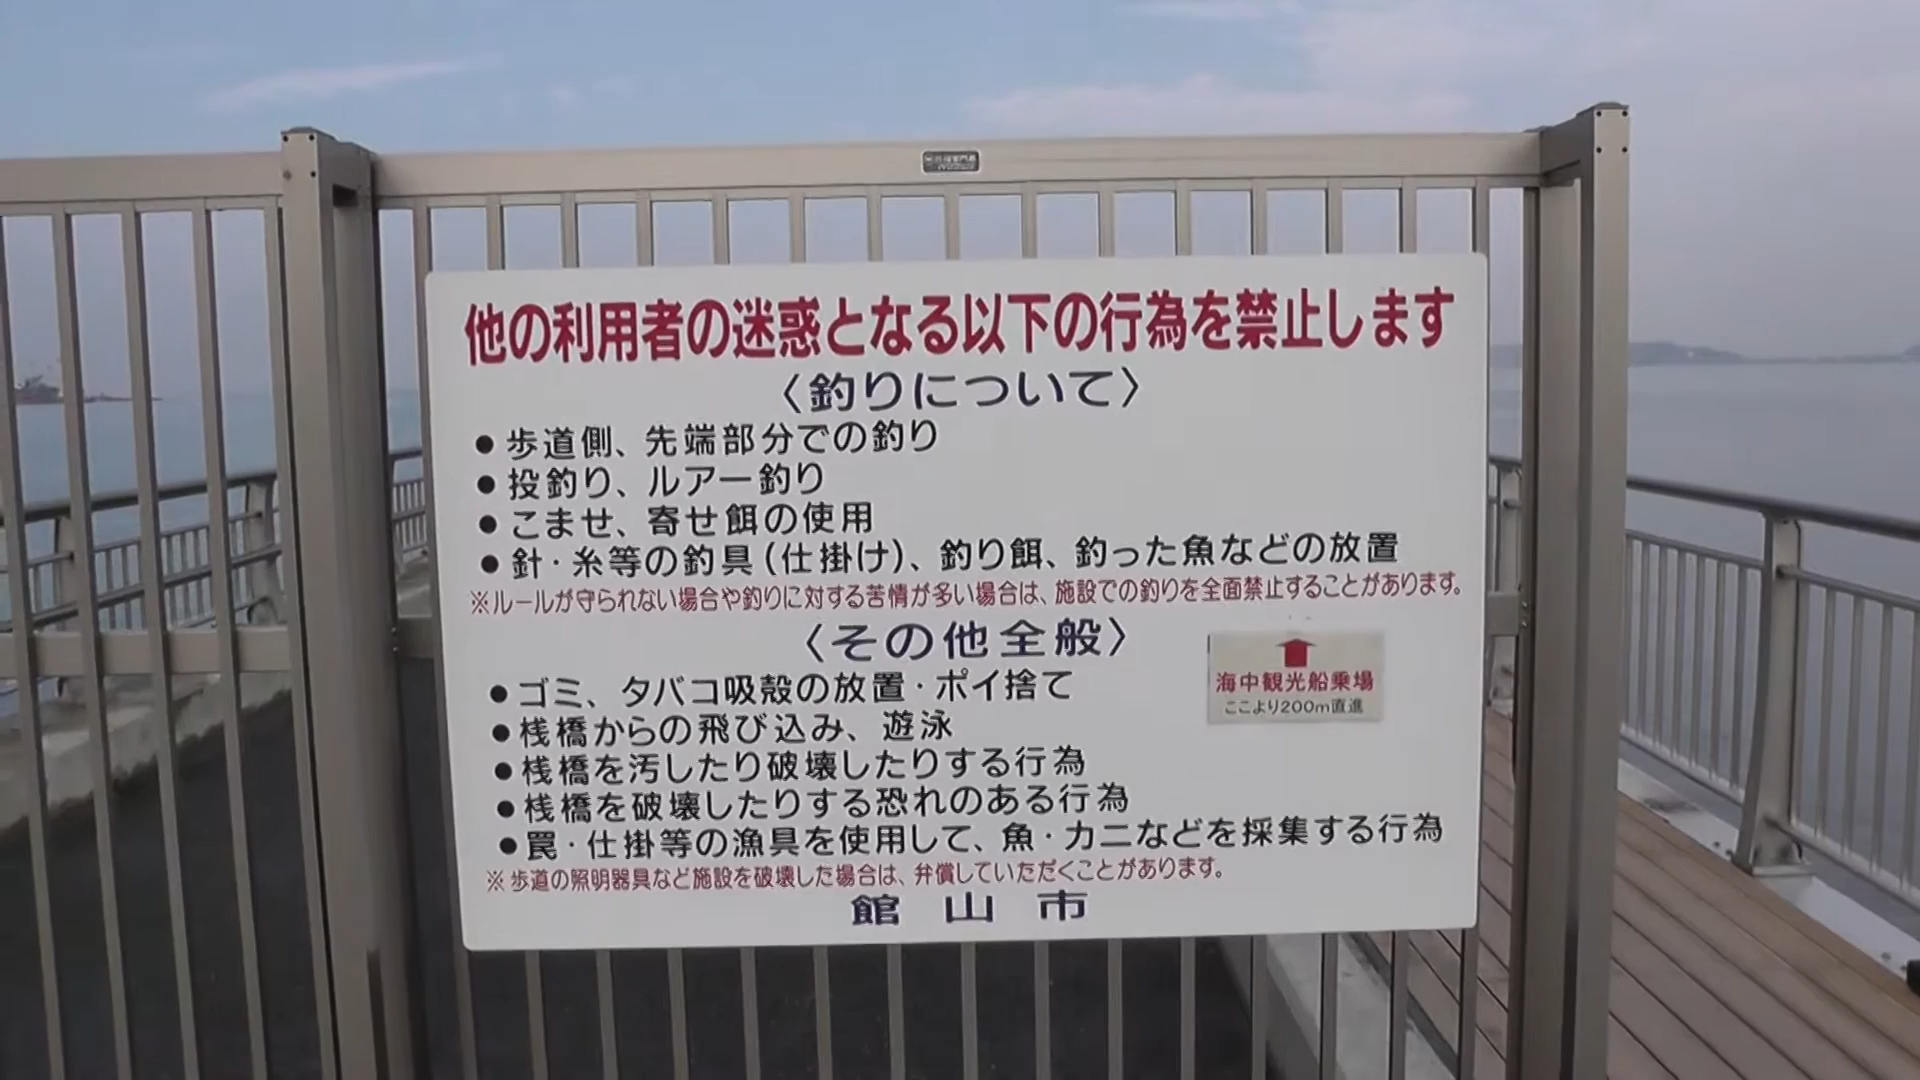 他の利用者の迷惑となる以下の行為を禁止します
〈釣りについて〉
●歩道側、先端部分での釣り
●投釣り、ルアー釣り
●こませ、寄せ餌の使用
●針・糸等の釣具(仕掛け)、釣り餌、釣った魚などの放置
※ルールが守られない場合や釣りに対する苦情が多い場合は、施設での釣りを全面禁止することがあります。
〈その他全般〉
●ゴミ、タバコ吸殻の放置・ポイ捨て
●桟橋からの飛び込み、遊泳
●桟橋を汚したり破壊したりする行為
●桟橋を破壊したりする恐れのある行為
●罠・仕掛等の漁具を使用して、魚・カニなどを採集する行為
※歩道の照明器具など施設を破壊した場合は、弁償していただくことがあります。
館山市
海中観光船乗場
ここより200m直進